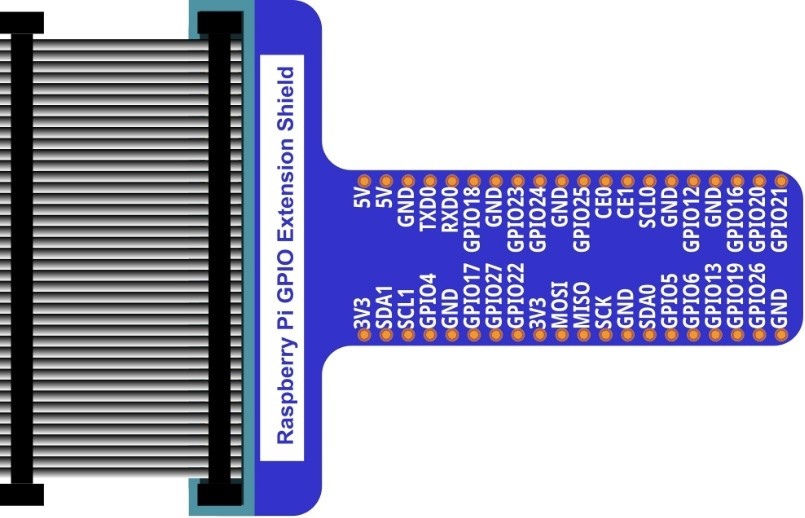 Raspberry Pi GPIO Extension Shield
5V
5V
GND
TXD0
RXD0
GPIO18
GND
GPIO23
GPIO24
GND
GPIO25
CE0
CE1
SCL0
GND
GPIO12
GND
GPIO16
GPIO20
GPIO21
3V3
SDA1
SCL1
GPIO4
GND
GPIO17
GPIO27
GPIO22
3V3
MOSI
MISO
SCK
GND
SDA0
GPIO5
GPIO6
GPIO13
GPIO19
GPIO26
GND